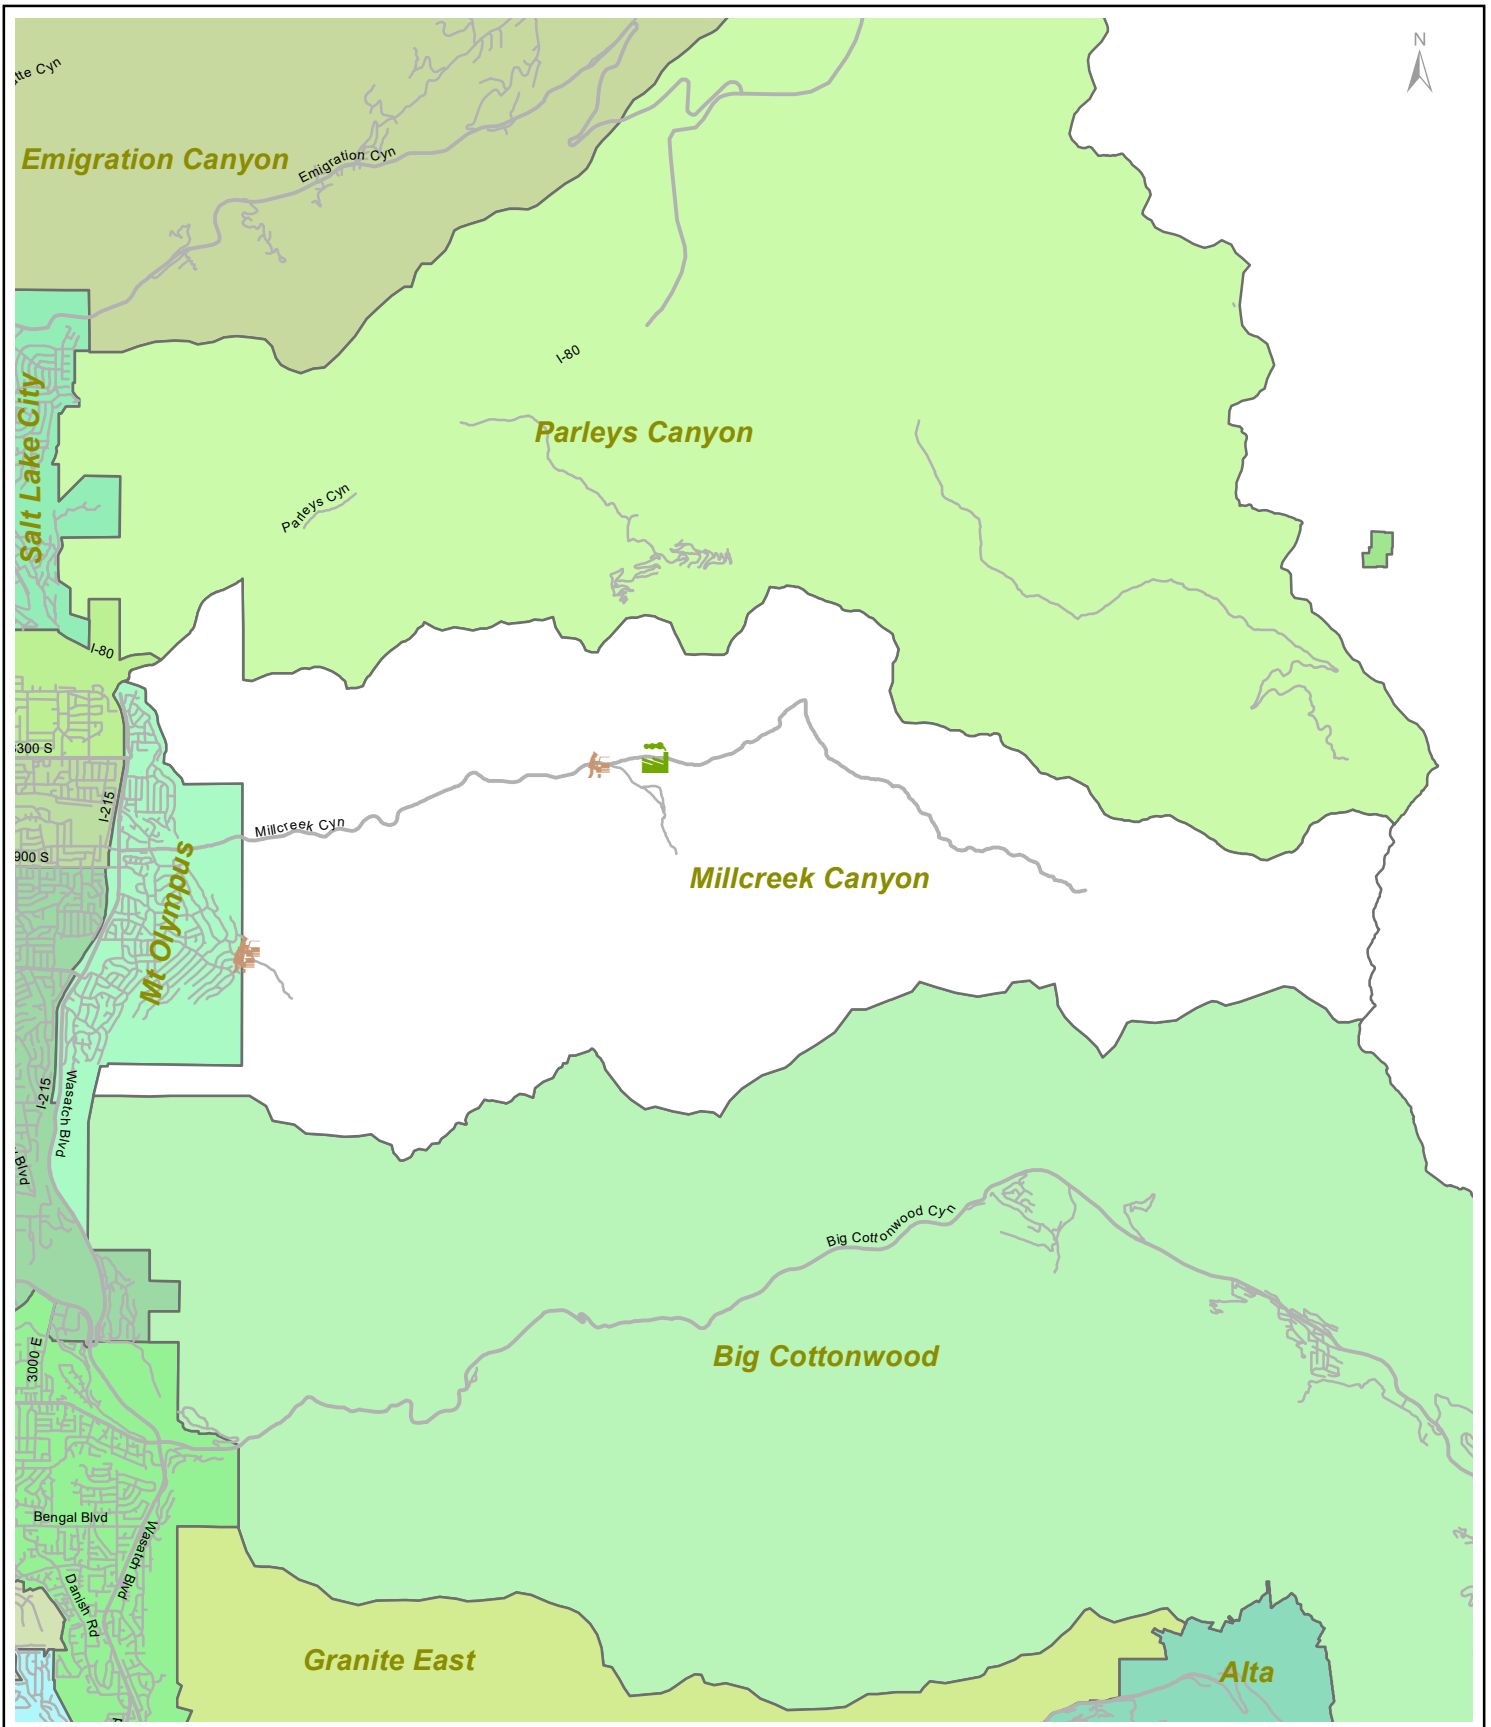 N
Emigration Canyon
Emigration Cyn
I-80
Salt Lake City
Parleys Canyon
Parleys Cyn
I-80
I-215
Millcreek Cyn
Mt Olympus
Millcreek Canyon
I-215
Wasatch Blvd
Blvd
Big Cottonwood Cyn
3000 E
Big Cottonwood
Bengal Blvd
Wasatch Blvd
Danish Rd
Granite East
Alta